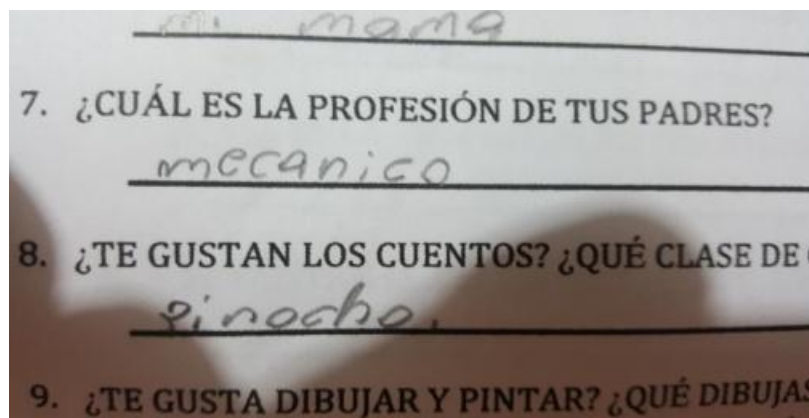 mi mama
7. ¿CUÁL ES LA PROFESIÓN DE TUS PADRES?
mecanico
8. ¿TE GUSTAN LOS CUENTOS? ¿QUÉ CLASE DE
pinocho.
9. ¿TE GUSTA DIBUJAR Y PINTAR? ¿QUÉ DIBUJAS